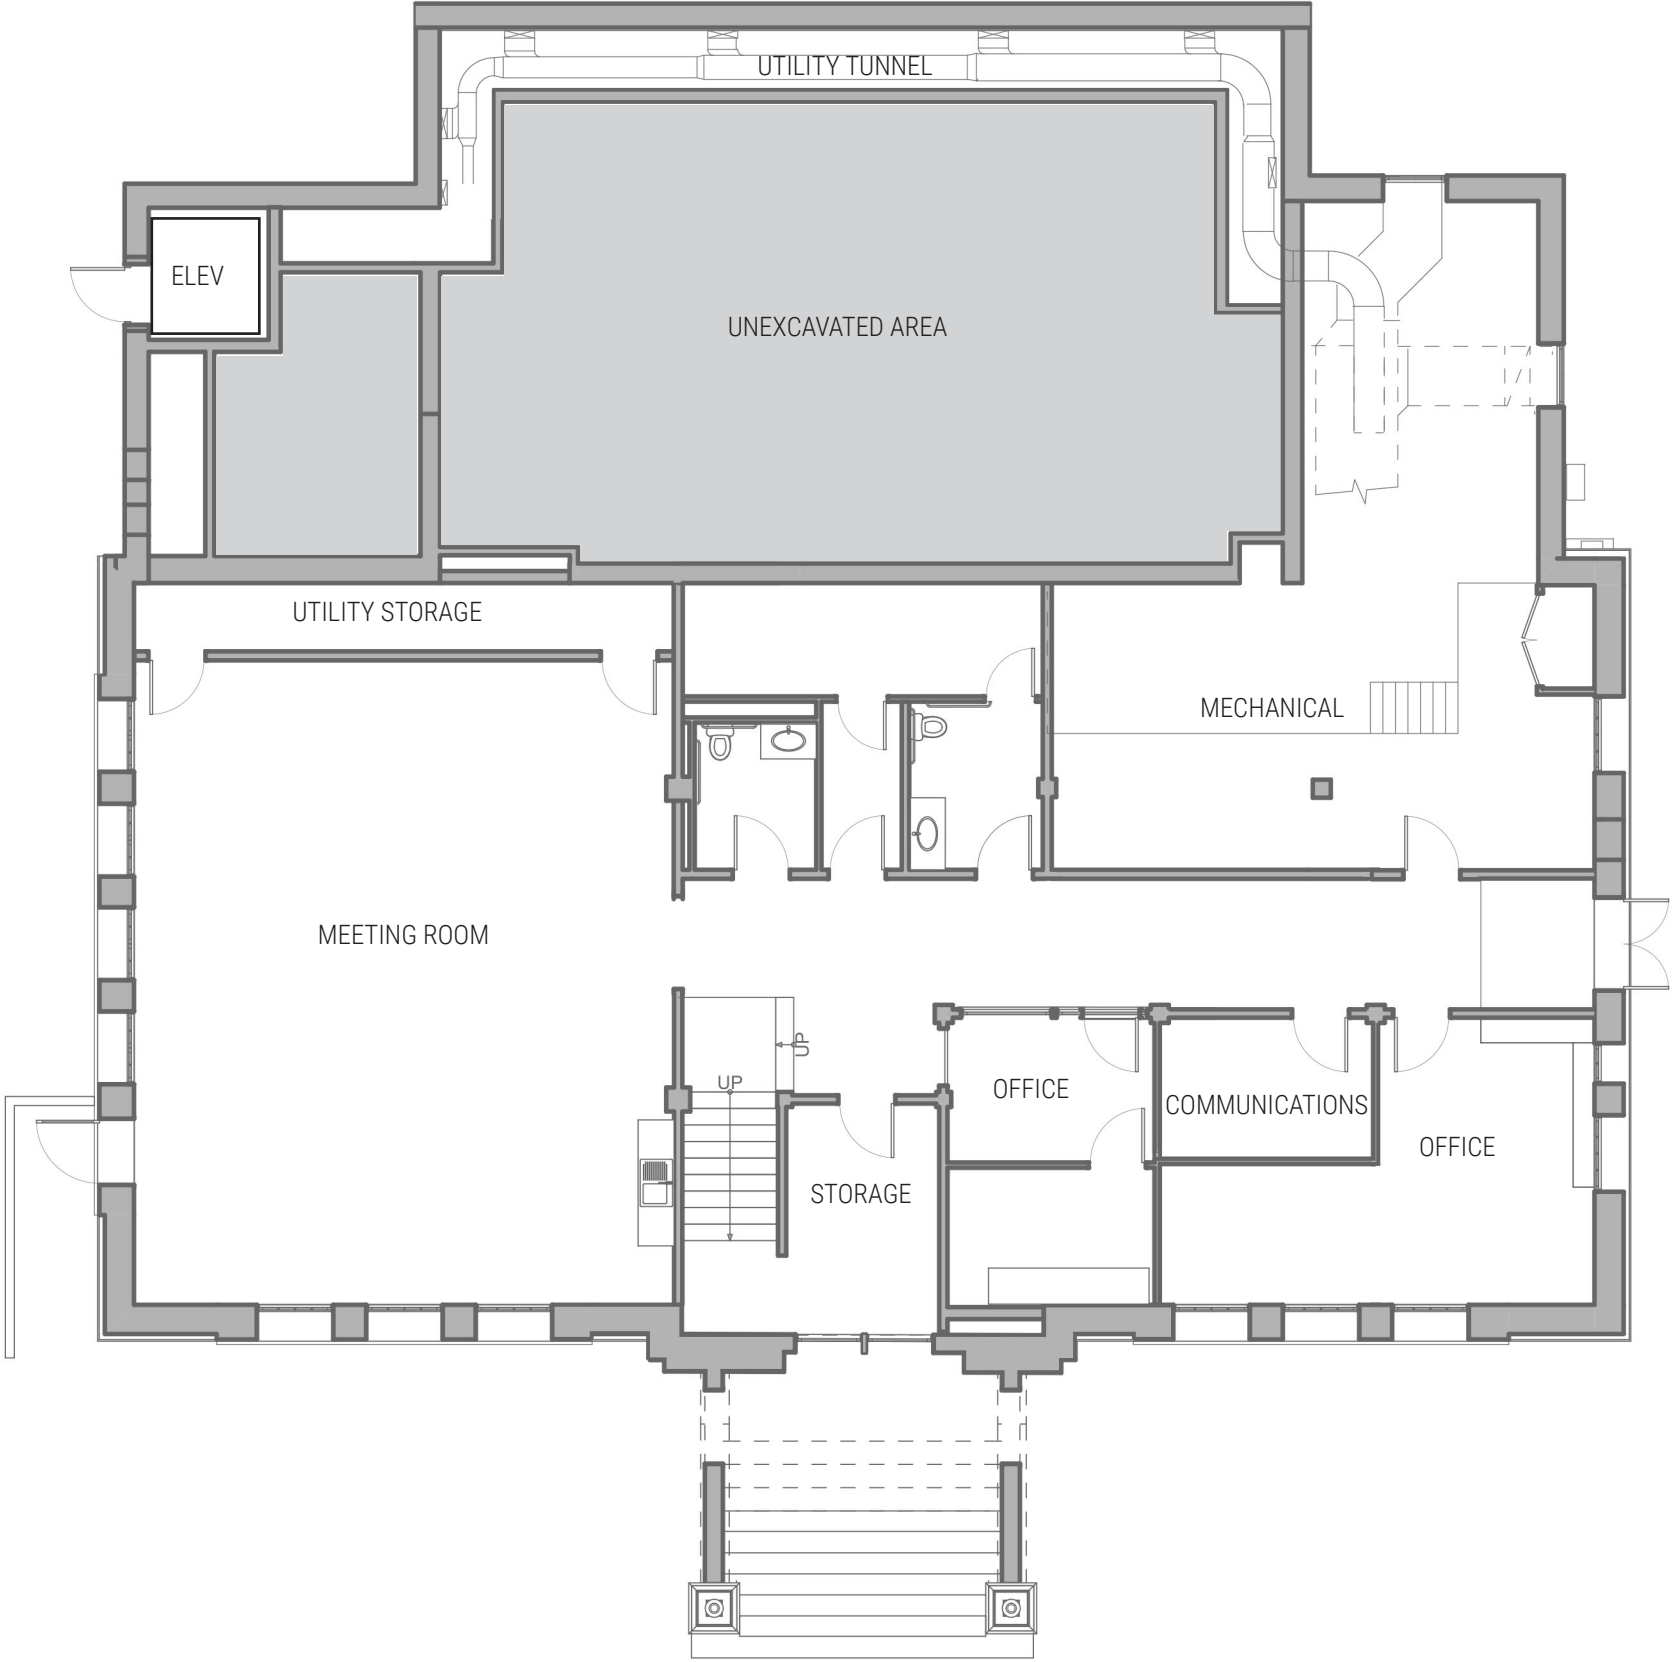 UTILITY TUNNEL
ELEV
UNEXCAVATED AREA
UTILITY STORAGE
MECHANICAL
MEETING ROOM
UP
UP
OFFICE
COMMUNICATIONS
OFFICE
STORAGE